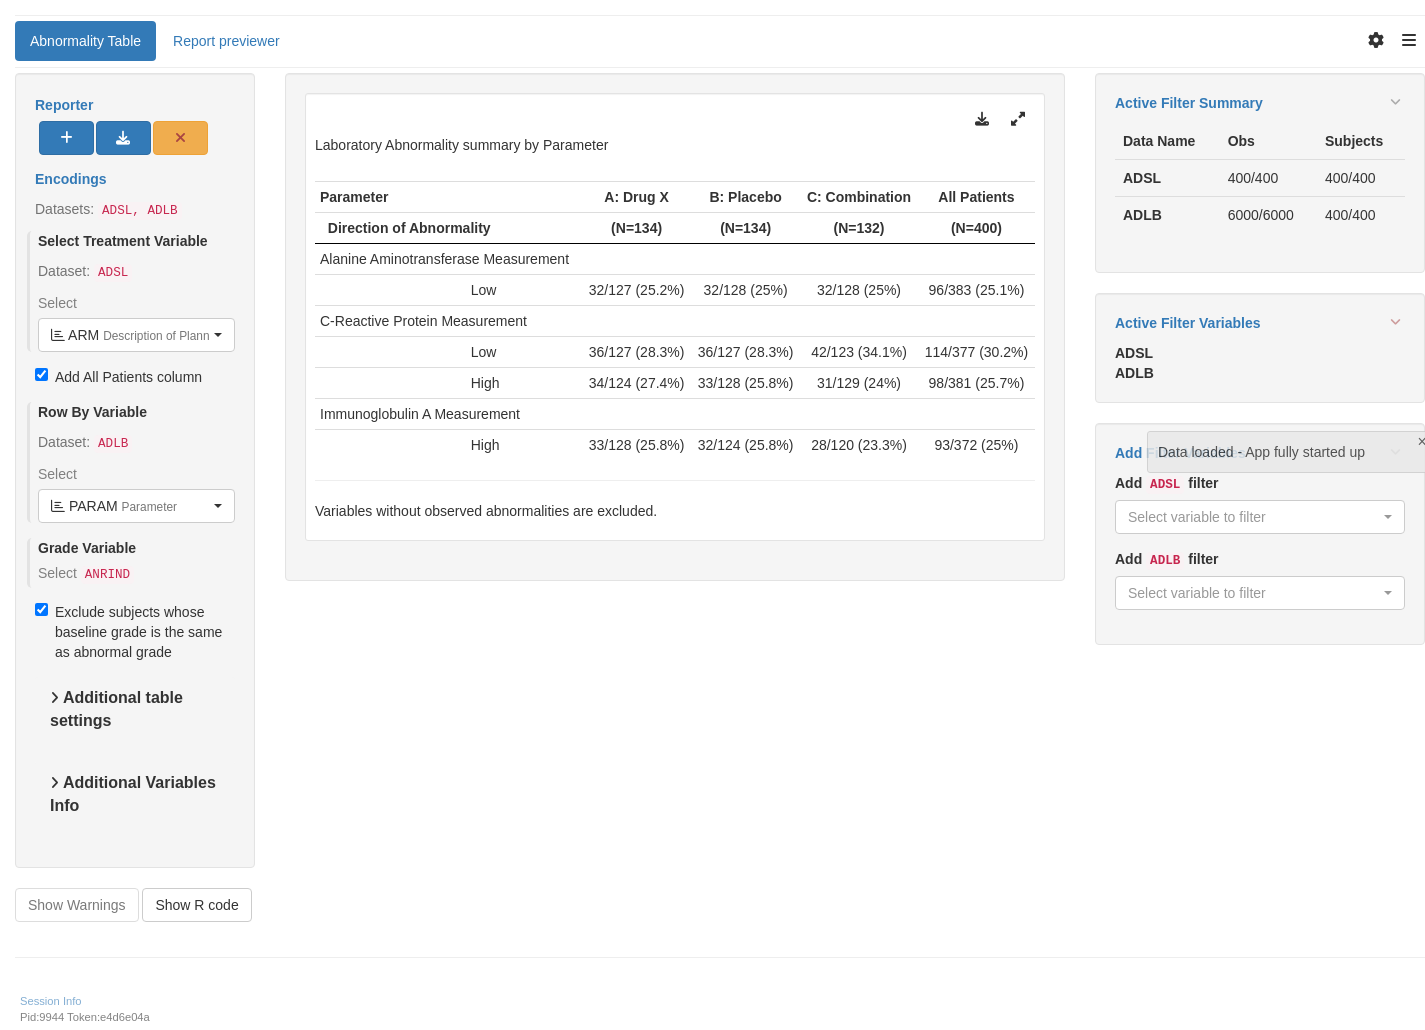 Abnormality Table
Report previewer
Reporter
Encodings
Datasets: ADSL, ADLB
Select Treatment Variable
Dataset: ADSL
Select
ARM Description of Plann
Add All Patients column
Row By Variable
Dataset: ADLB
Select
PARAM Parameter
Grade Variable
Select ANRIND
Exclude subjects whose
baseline grade is the same
as abnormal grade
Additional table
settings
Additional Variables
Info
Show Warnings
Show R code
Laboratory Abnormality summary by Parameter
Parameter A: Drug X B: Placebo C: Combination All Patients
Direction of Abnormality (N=134) (N=134) (N=132) (N=400)
Alanine Aminotransferase Measurement
Low 32/127 (25.2%) 32/128 (25%) 32/128 (25%) 96/383 (25.1%)
C-Reactive Protein Measurement
Low 36/127 (28.3%) 36/127 (28.3%) 42/123 (34.1%) 114/377 (30.2%)
High 34/124 (27.4%) 33/128 (25.8%) 31/129 (24%) 98/381 (25.7%)
Immunoglobulin A Measurement
High 33/128 (25.8%) 32/124 (25.8%) 28/120 (23.3%) 93/372 (25%)
Variables without observed abnormalities are excluded.
Active Filter Summary
Data Name Obs Subjects
ADSL 400/400 400/400
ADLB 6000/6000 400/400
Active Filter Variables
ADSL
ADLB
Add
Data loaded - App fully started up
×
Add ADSL filter
Select variable to filter
Add ADLB filter
Select variable to filter
Session Info
Pid:9944 Token:e4d6e04a